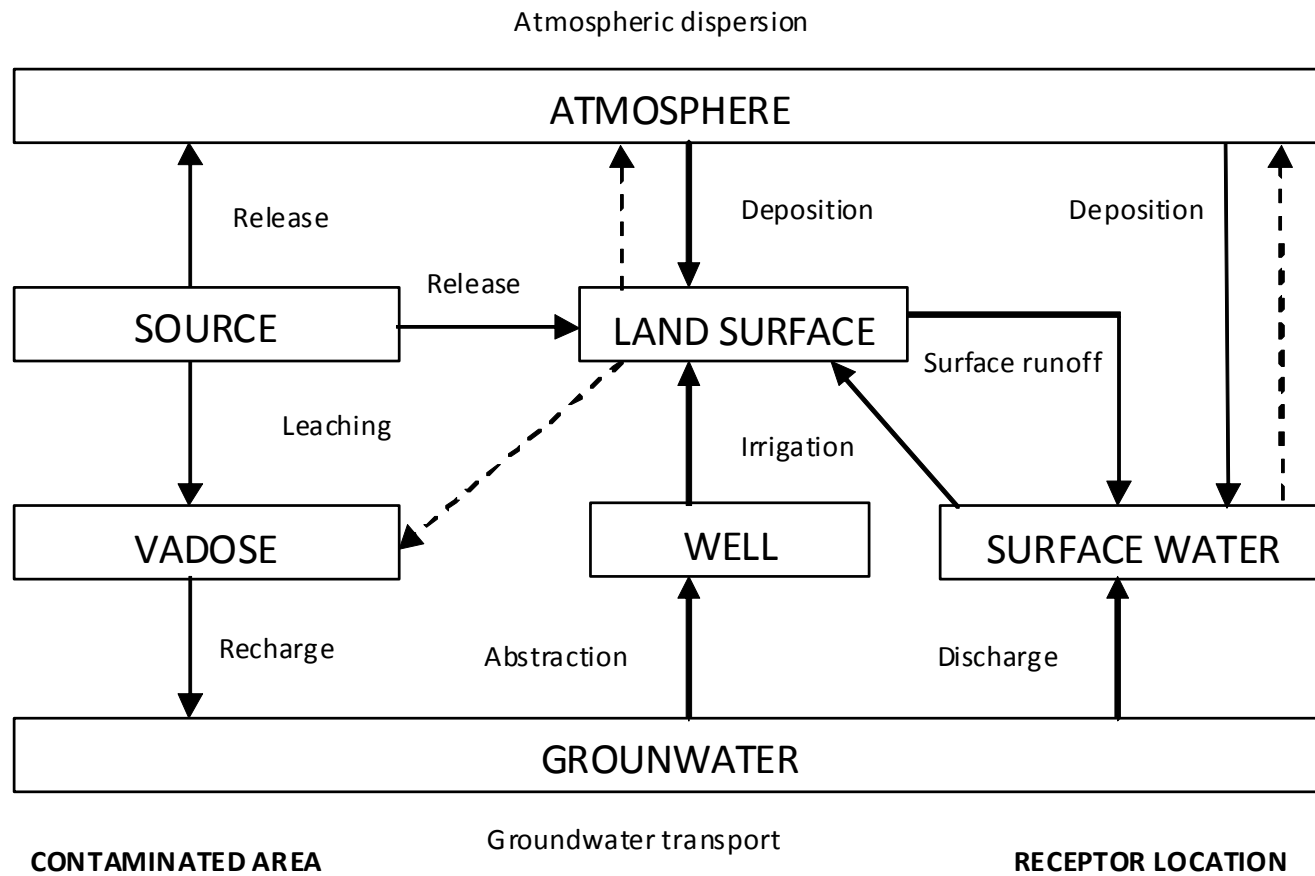 Atmospheric dispersion
ATMOSPHERE
Release
Deposition
Deposition
Release
SOURCE
LAND SURFACE
Surface runoff
Leaching
Irrigation
VADOSE
WELL
SURFACE WATER
Recharge
Abstraction
Discharge
GROUNWATER
Groundwater transport
CONTAMINATED AREA
RECEPTOR LOCATION